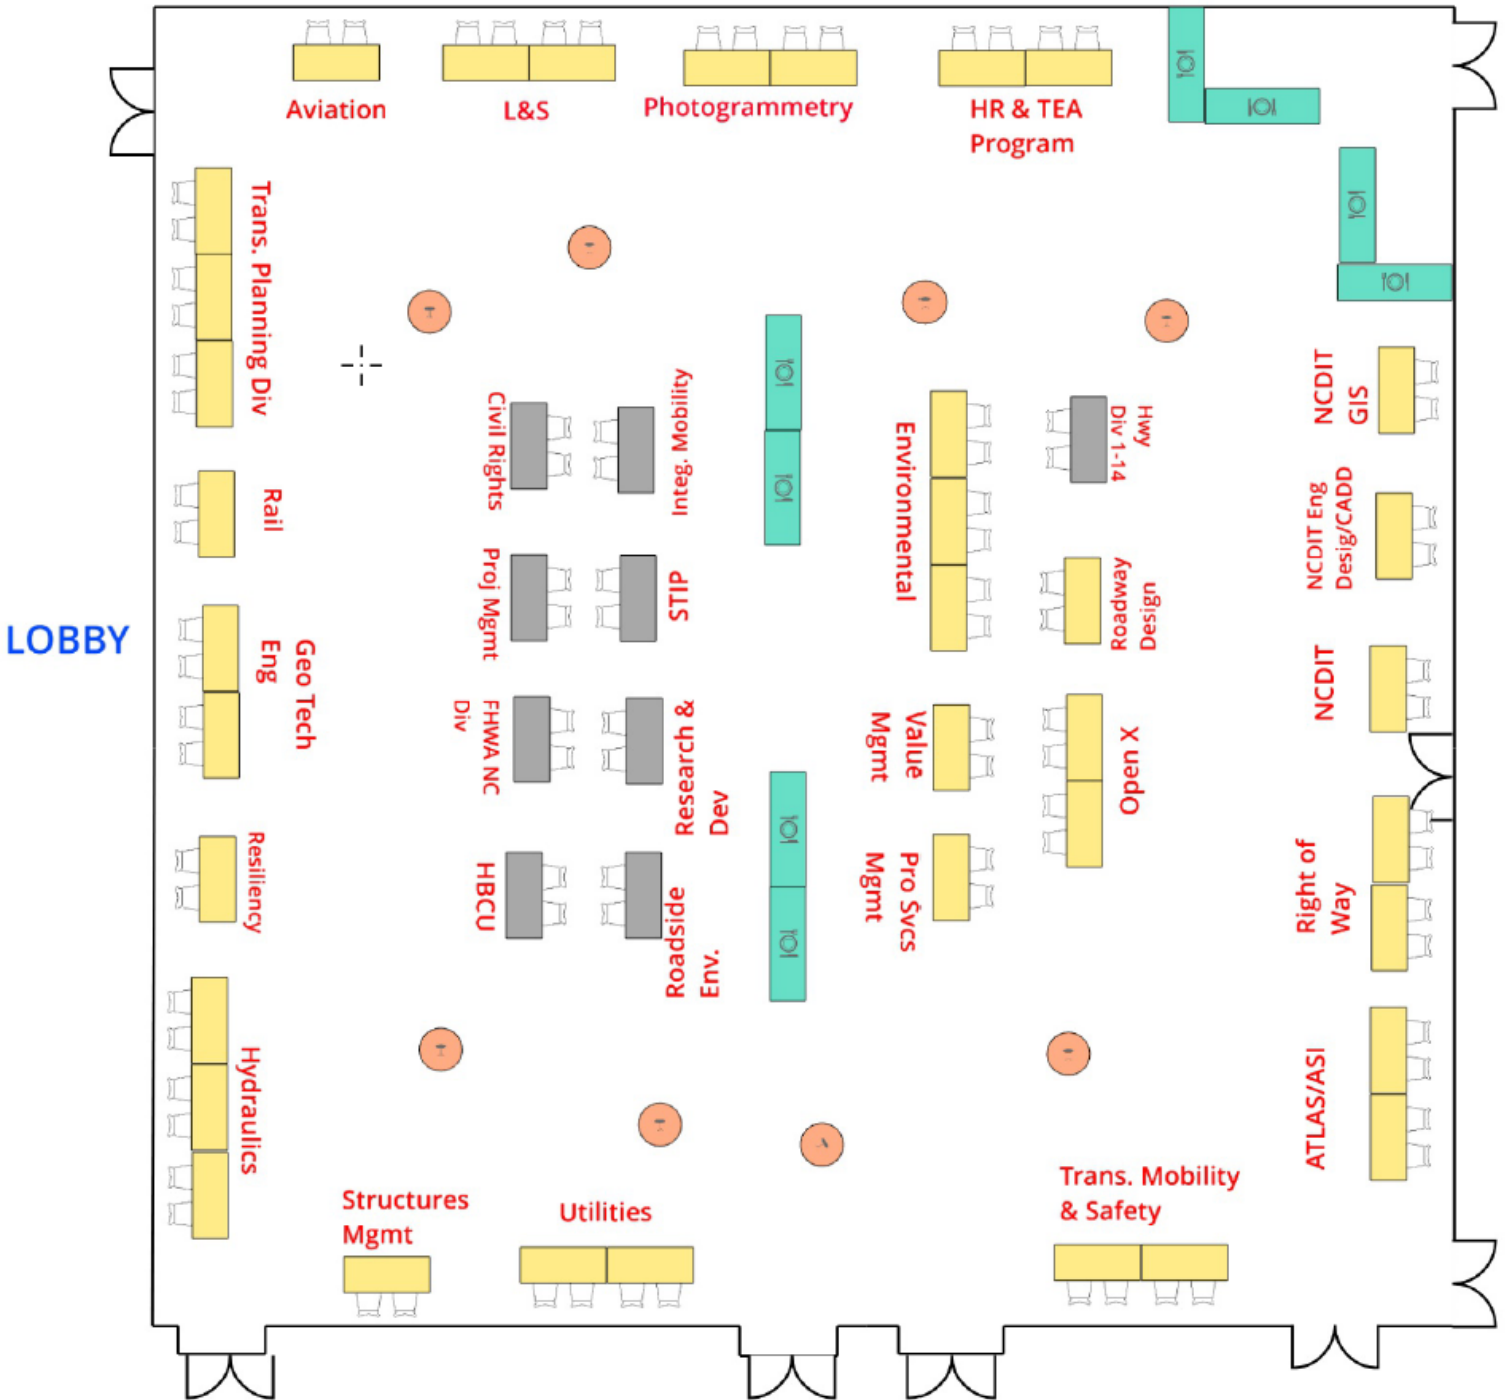 Aviation
L&S
Photogrammetry
HR & TEA
Program
Trans. Planning Div
Rail
LOBBY
Geo Tech
Eng
Resiliency
Hydraulics
Civil Rights
Integ. Mobility
Proj Mgmt
STIP
FHWA NC
Div
Research &
Dev
HBCU
Roadside
Env.
Environmental
Hwy
Div 1-14
Roadway
Design
Value
Mgmt
Open X
Pro Svcs
Mgmt
NCDIT
GIS
NCDIT Eng
Desig/CADD
NCDIT
Right of
Way
ATLAS/ASI
Structures
Mgmt
Utilities
Trans. Mobility
& Safety